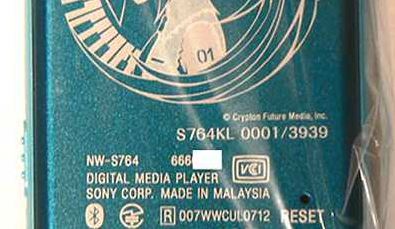 01
© Crypton Future Media, Inc.
S764KL 0001/3939
NW-S764 666
DIGITAL MEDIA PLAYER VCCI
SONY CORP. MADE IN MALAYSIA
R 007WWCUL0712 RESET